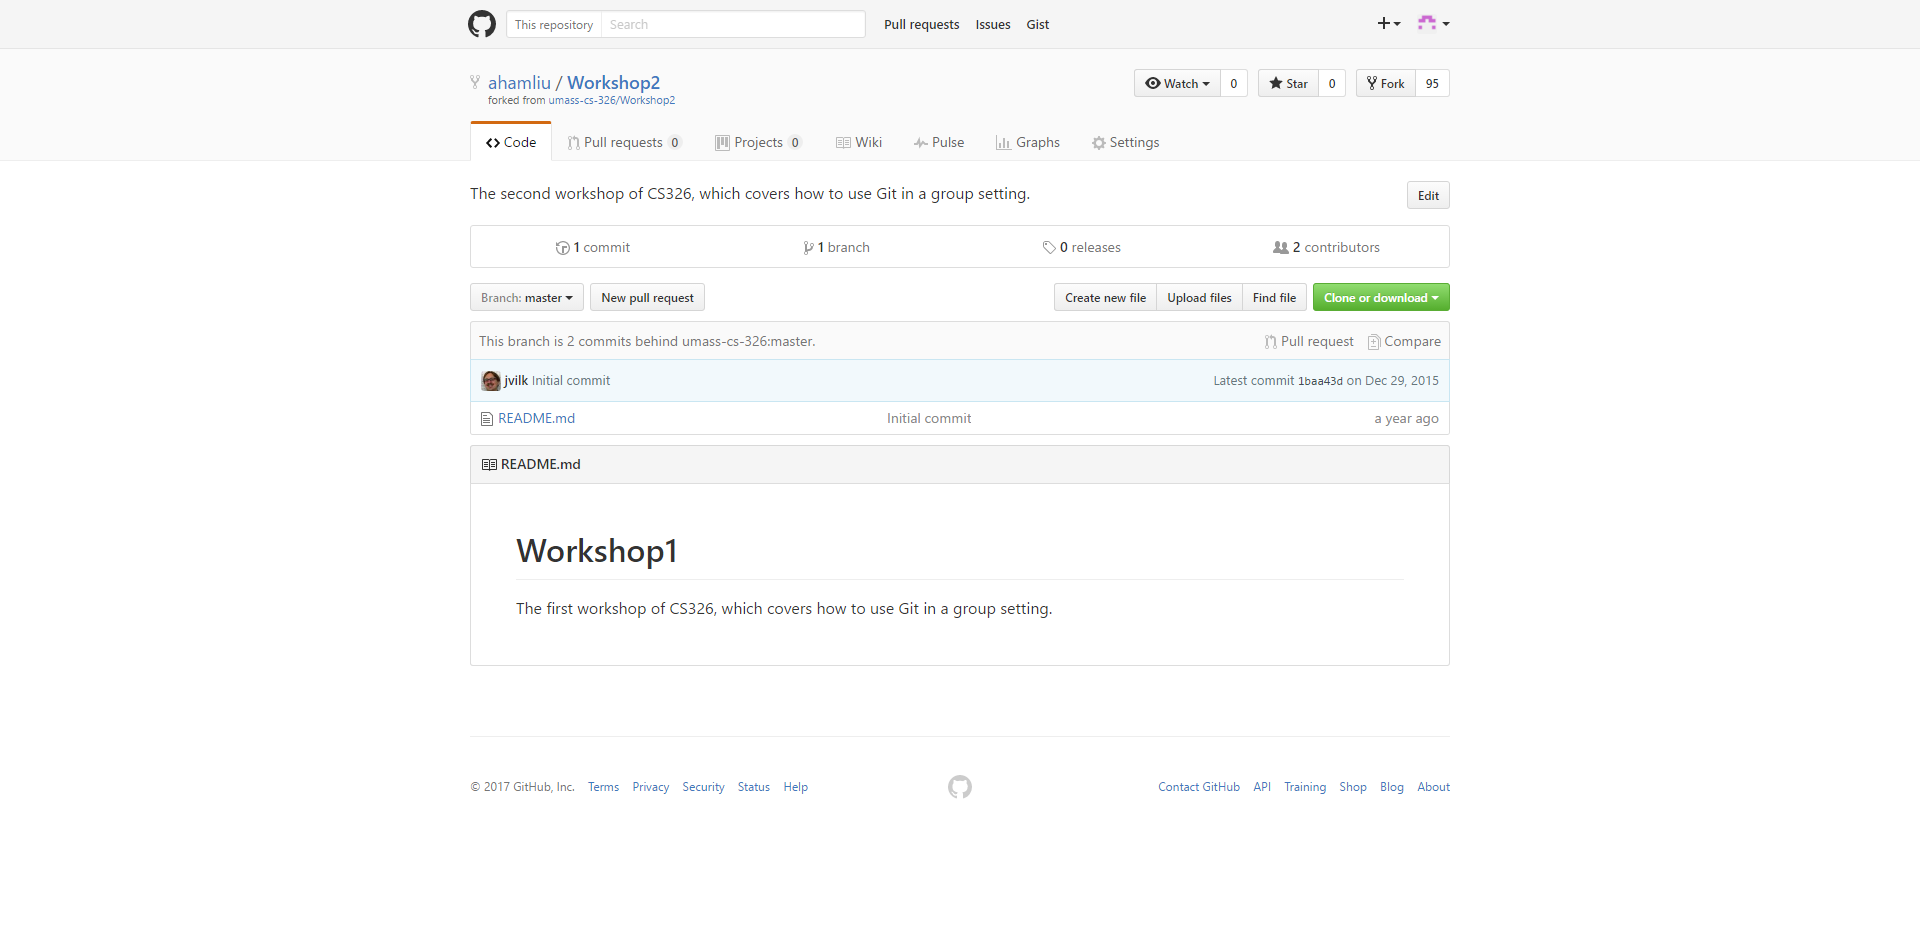 This repository Search Pull requests Issues Gist
ahamliu / Workshop2 Watch 0 Star 0 Fork 95
forked from umass-cs-326/Workshop2
Code Pull requests 0 Projects 0 Wiki Pulse Graphs Settings
The second workshop of CS326, which covers how to use Git in a group setting. Edit
1 commit 1 branch 0 releases 2 contributors
Branch: master New pull request Create new file Upload files Find file Clone or download
This branch is 2 commits behind umass-cs-326:master. Pull request Compare
jvilk Initial commit Latest commit 1baa43d on Dec 29, 2015
README.md Initial commit a year ago
README.md
Workshop1
The first workshop of CS326, which covers how to use Git in a group setting.
© 2017 GitHub, Inc. Terms Privacy Security Status Help Contact GitHub API Training Shop Blog About